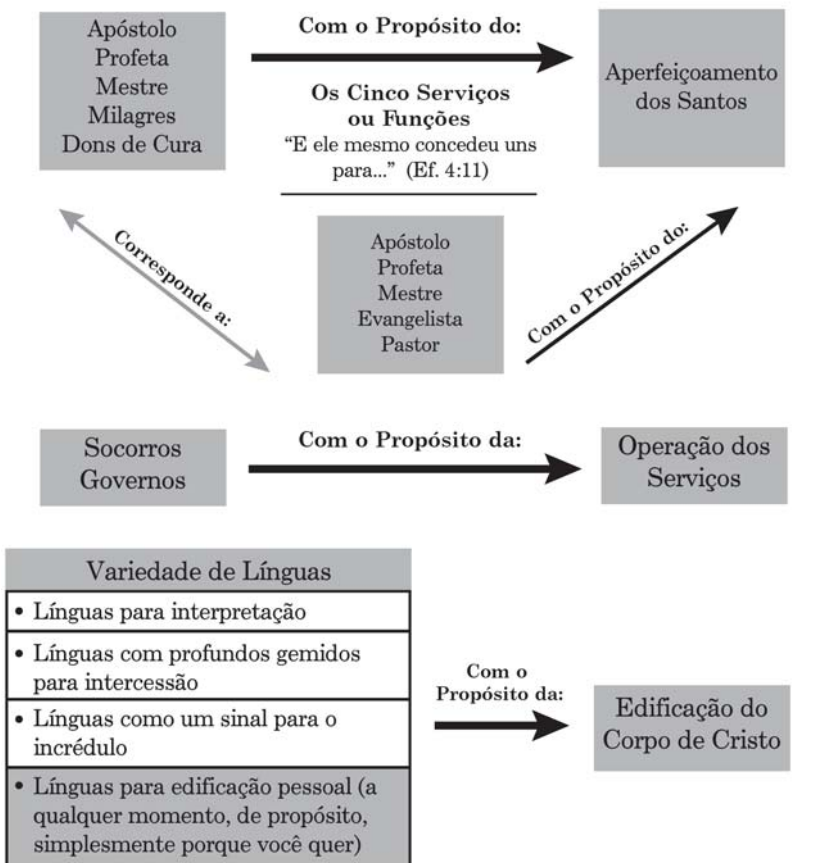 Apóstolo
Profeta
Mestre
Milagres
Dons de Cura
Com o Propósito do:
Aperfeiçoamento
dos Santos
Os Cinco Serviços
ou Funções
“E ele mesmo concedeu uns
para...” (Ef. 4:11)
Corresponde a:
Apóstolo
Profeta
Mestre
Evangelista
Pastor
Com o Propósito do:
Socorros
Governos
Com o Propósito da:
Operação dos
Serviços
Variedade de Línguas
• Línguas para interpretação
• Línguas com profundos gemidos
para intercessão
• Línguas como um sinal para o
incrédulo
• Línguas para edificação pessoal (a
qualquer momento, de propósito,
simplesmente porque você quer)
Com o
Propósito da:
Edificação do
Corpo de Cristo